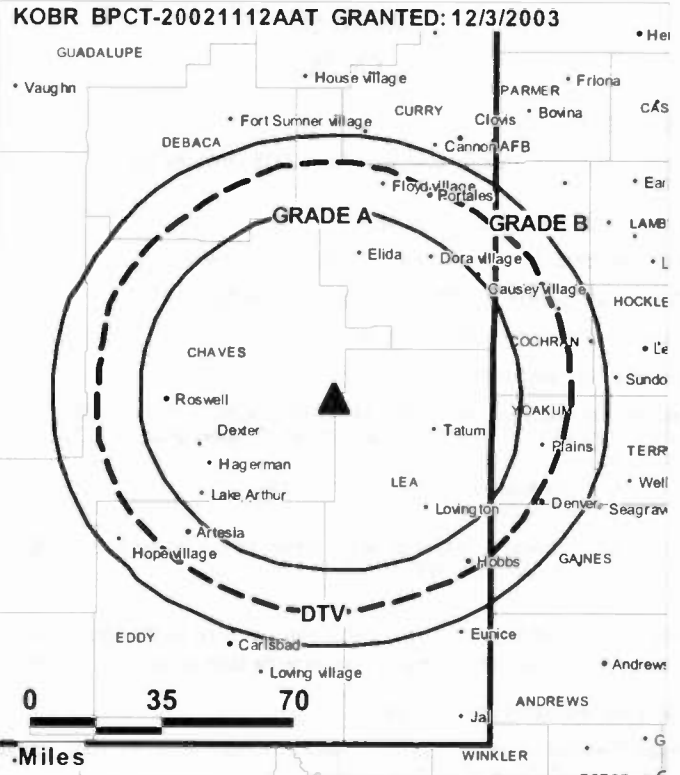 KOBR BPCT-20021112AAT GRANTED: 12/3/2003
GUADALUPE
Vaughn
House village
PARMER
Friona
CURRY
Bovina
CAS
Fort Sumner village
Clovis
DEBACA
Cannon AFB
Floyd village
Portales
Ear
GRADE A
GRADE B
LAMB
Elida
Dora village
L
Causey village
HOCKLE
COCHRAN
CHAVES
Le
Sundo
Roswell
YOAKUM
Dexter
Tatum
Plains
TERR
Hagerman
LEA
Well
Lake Arthur
Lovington
Denver
Seagrav
Artesia
Hope village
Hobbs
GAINES
DTV
EDDY
Carlsbad
Eunice
Loving village
Andrews
0 35 70
ANDREWS
Jal
Miles
WINKLER
G